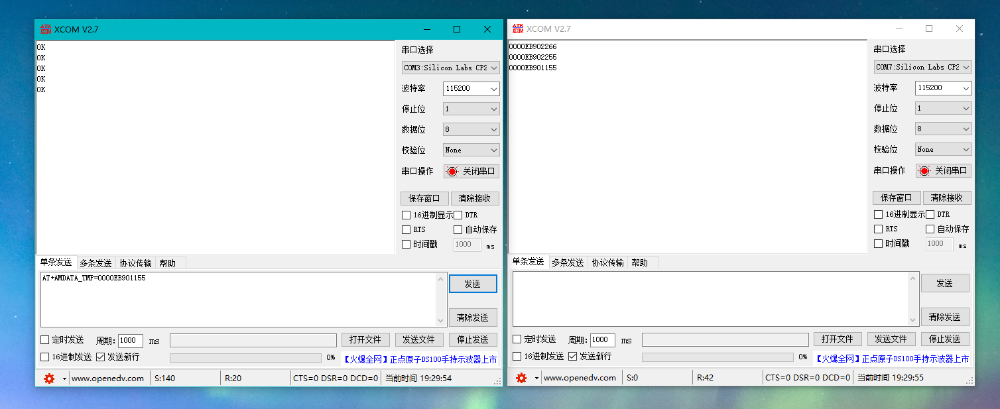 ATK XCOM XCOM V2.7
OK
OK
OK
OK
OK
串口选择
COM3:Silicon Labs CP2
波特率 115200
停止位 1
数据位 8
校验位 None
串口操作 关闭串口
保存窗口 清除接收
16进制显示 DTR
RTS 自动保存
时间戳 1000 ms
单条发送 多条发送 协议传输 帮助
AT+AMDATA_TMP=0000EB901155
发送
清除发送
定时发送 周期: 1000 ms 打开文件 发送文件 停止发送
16进制发送 发送新行 0% 【火爆全网】正点原子DS100手持示波器上市
www.openedv.com S:140 R:20 CTS=0 DSR=0 DCD=0 当前时间 19:29:54
ATK XCOM XCOM V2.7
0000EB902266
0000EB902255
0000EB901155
串口选择
COM7:Silicon Labs CP2
波特率 115200
停止位 1
数据位 8
校验位 None
串口操作 关闭串口
保存窗口 清除接收
16进制显示 DTR
RTS 自动保存
时间戳 1000 ms
单条发送 多条发送 协议传输 帮助
发送
清除发送
定时发送 周期: 1000 ms 打开文件 发送文件 停止发送
16进制发送 发送新行 0% 【火爆全网】正点原子DS100手持示波器上市
www.openedv.com S:0 R:42 CTS=0 DSR=0 DCD=0 当前时间 19:29:55